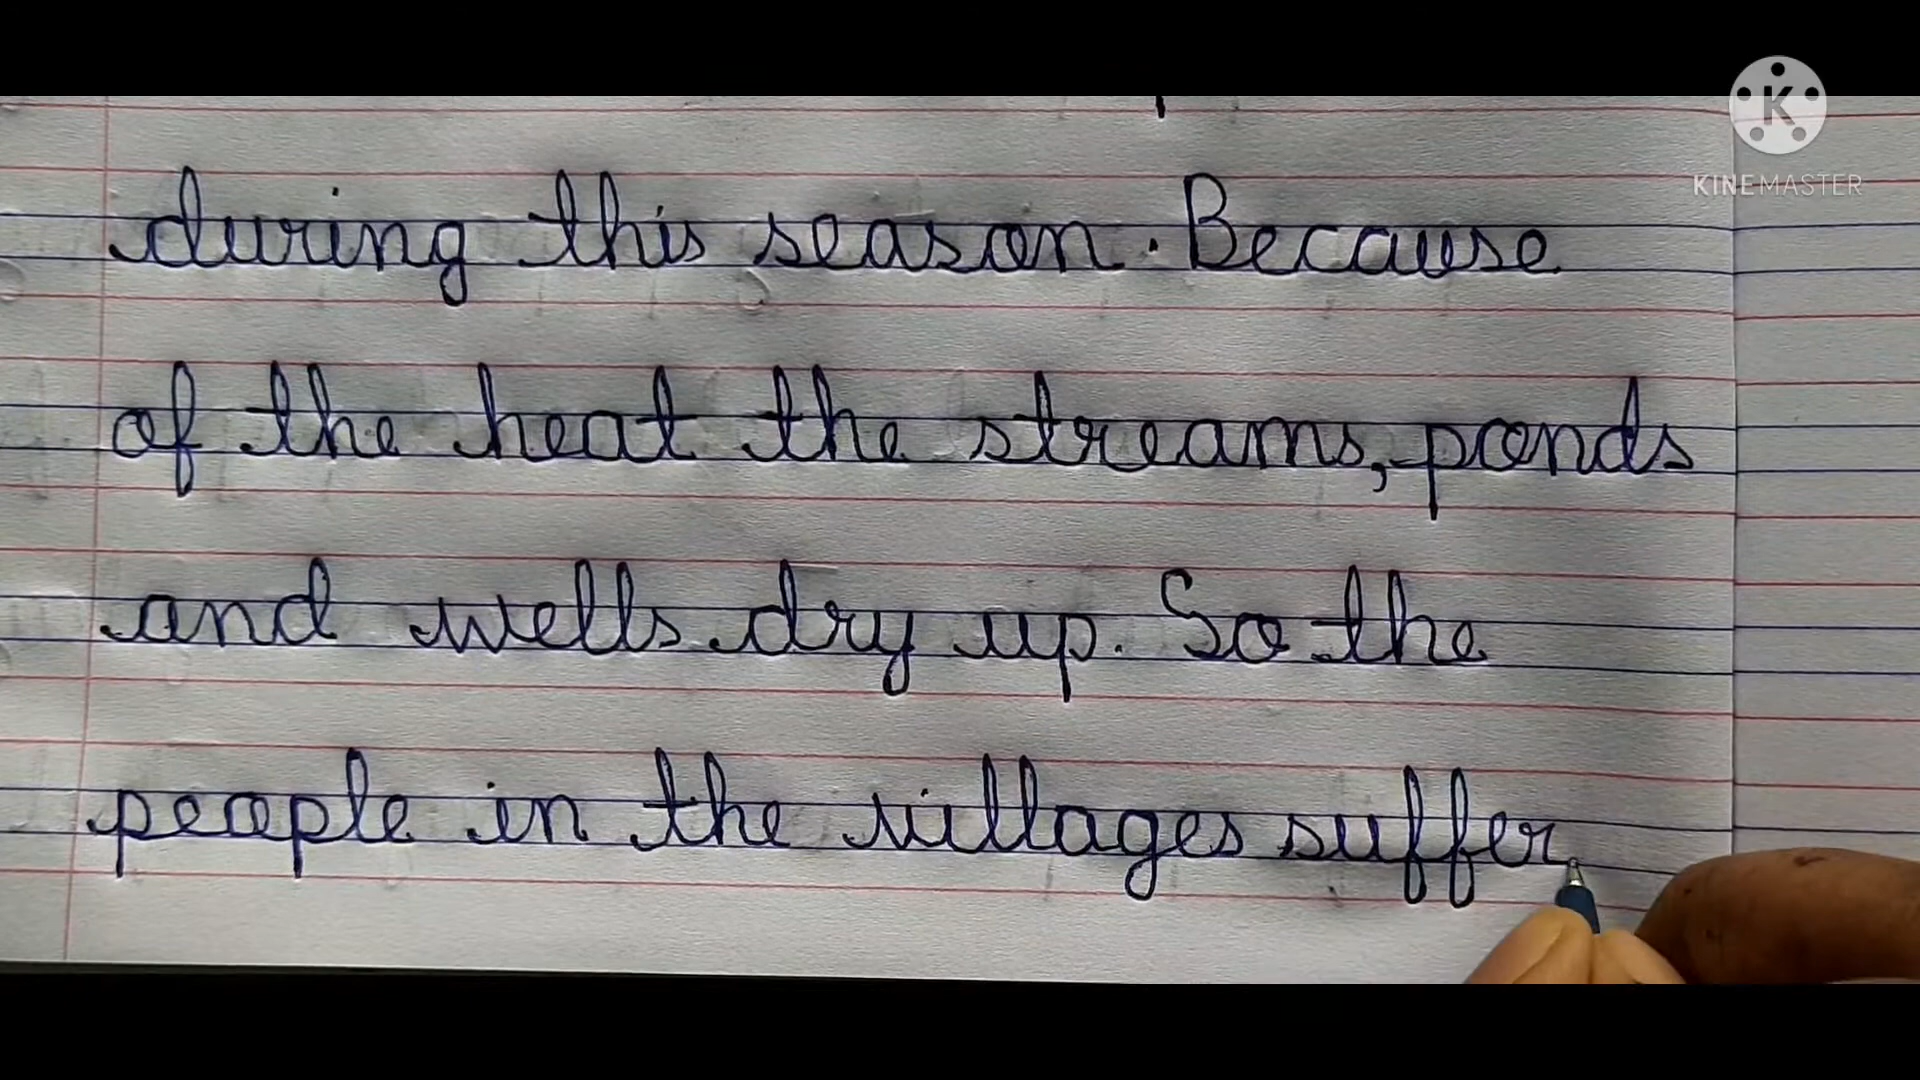 KINEMASTER
during this season. Because
of the heat the streams, ponds
and wells dry up. So the
people in the villages suffer